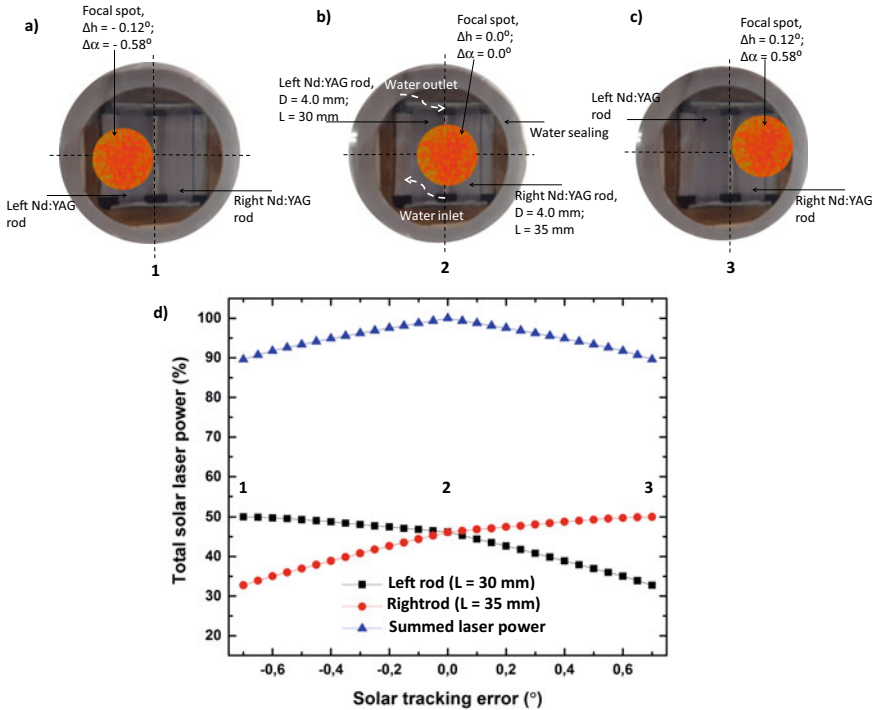 a)
Focal spot,
Δh = - 0.12º;
Δα = - 0.58º
Left Nd:YAG
rod
Right Nd:YAG
rod
1
b)
Focal spot,
Δh = 0.0º;
Δα = 0.0º
Left Nd:YAG rod,
D = 4.0 mm;
L = 30 mm
Water outlet
Water sealing
Water inlet
Right Nd:YAG rod,
D = 4.0 mm;
L = 35 mm
2
c)
Focal spot,
Δh = 0.12º;
Δα = 0.58º
Left Nd:YAG
rod
Right Nd:YAG
rod
3
d)
Total solar laser power (%)
100
90
80
70
60
50
40
30
20
1
2
3
Left rod (L = 30 mm)
Rightrod (L = 35 mm)
Summed laser power
-0,6
-0,4
-0,2
0,0
0,2
0,4
0,6
Solar tracking error (°)